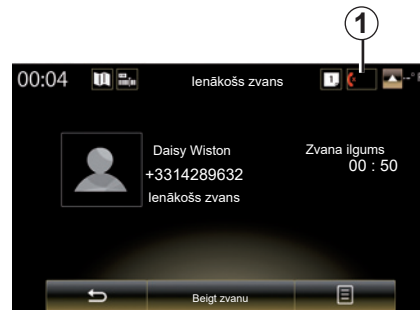 1
00:04 Ienākošs zvans 1 --°
Daisy Wiston
Zvana ilgums
+3314289632
00 : 50
Ienākošs zvans
Beigt zvanu